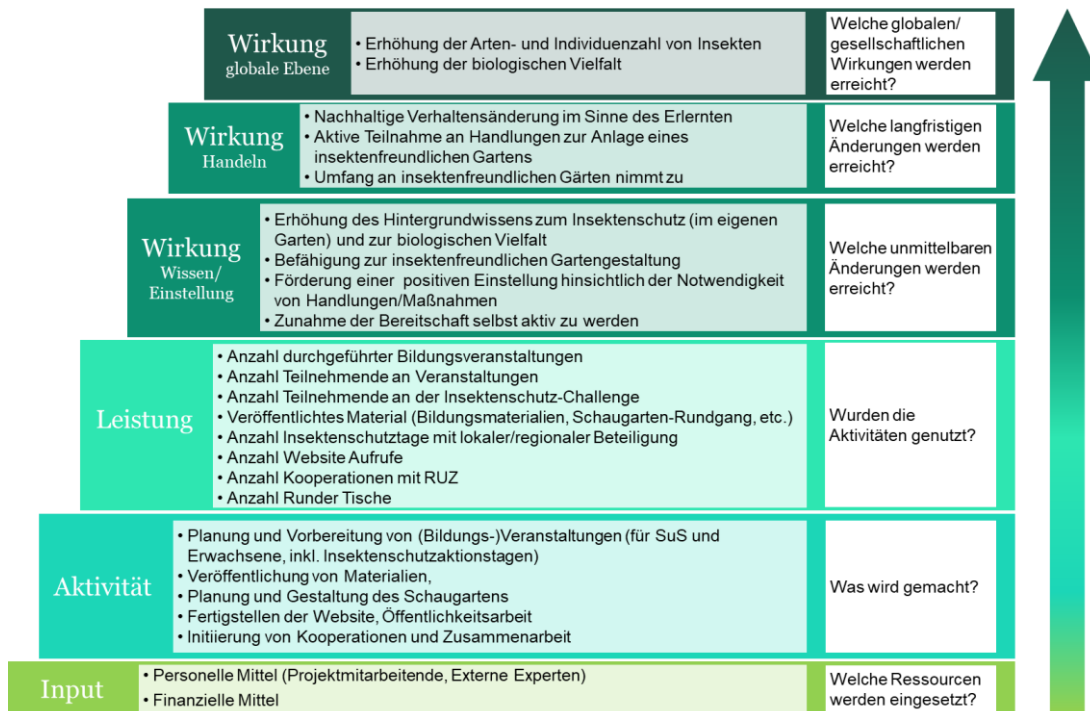 Wirkung
globale Ebene
• Erhöhung der Arten- und Individuenzahl von Insekten
• Erhöhung der biologischen Vielfalt
Welche globalen/
gesellschaftlichen
Wirkungen werden
erreicht?
Wirkung
Handeln
• Nachhaltige Verhaltensänderung im Sinne des Erlernten
• Aktive Teilnahme an Handlungen zur Anlage eines
insektenfreundlichen Gartens
• Umfang an insektenfreundlichen Gärten nimmt zu
Welche langfristigen
Änderungen werden
erreicht?
Wirkung
Wissen/
Einstellung
• Erhöhung des Hintergrundwissens zum Insektenschutz (im eigenen
Garten) und zur biologischen Vielfalt
• Befähigung zur insektenfreundlichen Gartengestaltung
• Förderung einer positiven Einstellung hinsichtlich der Notwendigkeit
von Handlungen/Maßnahmen
• Zunahme der Bereitschaft selbst aktiv zu werden
Welche unmittelbaren
Änderungen werden
erreicht?
Leistung
• Anzahl durchgeführter Bildungsveranstaltungen
• Anzahl Teilnehmende an Veranstaltungen
• Anzahl Teilnehmende an der Insektenschutz-Challenge
• Veröffentlichtes Material (Bildungsmaterialien, Schaugarten-Rundgang, etc.)
• Anzahl Insektenschutztage mit lokaler/regionaler Beteiligung
• Anzahl Website Aufrufe
• Anzahl Kooperationen mit RUZ
• Anzahl Runder Tische
Wurden die
Aktivitäten genutzt?
Aktivität
• Planung und Vorbereitung von (Bildungs-)Veranstaltungen (für SuS und
Erwachsene, inkl. Insektenschutzaktionstagen)
• Veröffentlichung von Materialien,
• Planung und Gestaltung des Schaugartens
• Fertigstellen der Website, Öffentlichkeitsarbeit
• Initiierung von Kooperationen und Zusammenarbeit
Was wird gemacht?
Input
• Personelle Mittel (Projektmitarbeitende, Externe Experten)
• Finanzielle Mittel
Welche Ressourcen
werden eingesetzt?